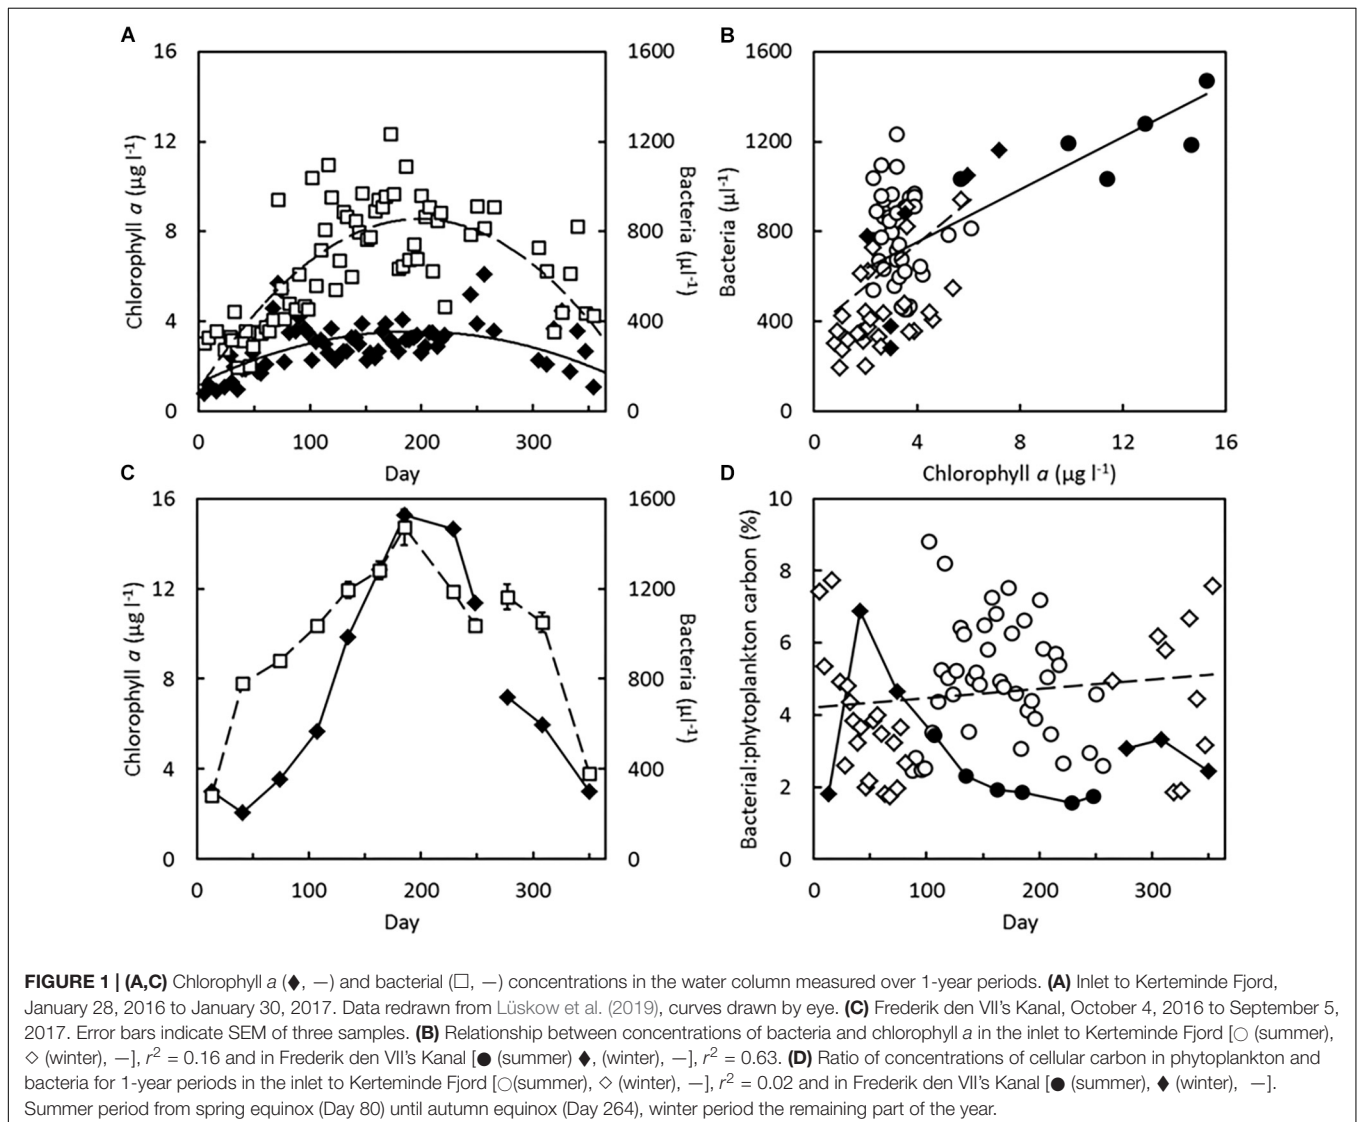 A
B
16
12
8
4
0
Chlorophyll a (µg l-1)
1600
1200
800
400
0
Bacteria (µl-1)
0 100 200 300
Day
1600
1200
800
400
0
Bacteria (µl-1)
0 4 8 12 16
Chlorophyll a (µg l-1)
C
D
16
12
8
4
0
Chlorophyll a (µg l-1)
1600
1200
800
400
0
Bacteria (µl-1)
0 100 200 300
Day
10
8
6
4
2
0
Bacterial:phytoplankton carbon (%)
0 100 200 300
Day
FIGURE 1 | (A,C) Chlorophyll a (♦, —) and bacterial (□, —) concentrations in the water column measured over 1-year periods. (A) Inlet to Kerteminde Fjord,
January 28, 2016 to January 30, 2017. Data redrawn from Lüskow et al. (2019), curves drawn by eye. (C) Frederik den VII's Kanal, October 4, 2016 to September 5,
2017. Error bars indicate SEM of three samples. (B) Relationship between concentrations of bacteria and chlorophyll a in the inlet to Kerteminde Fjord [○ (summer),
◇ (winter), —], r² = 0.16 and in Frederik den VII's Kanal [● (summer) ♦, (winter), —], r² = 0.63. (D) Ratio of concentrations of cellular carbon in phytoplankton and
bacteria for 1-year periods in the inlet to Kerteminde Fjord [○(summer), ◇ (winter), —], r² = 0.02 and in Frederik den VII's Kanal [● (summer), ♦ (winter), —].
Summer period from spring equinox (Day 80) until autumn equinox (Day 264), winter period the remaining part of the year.